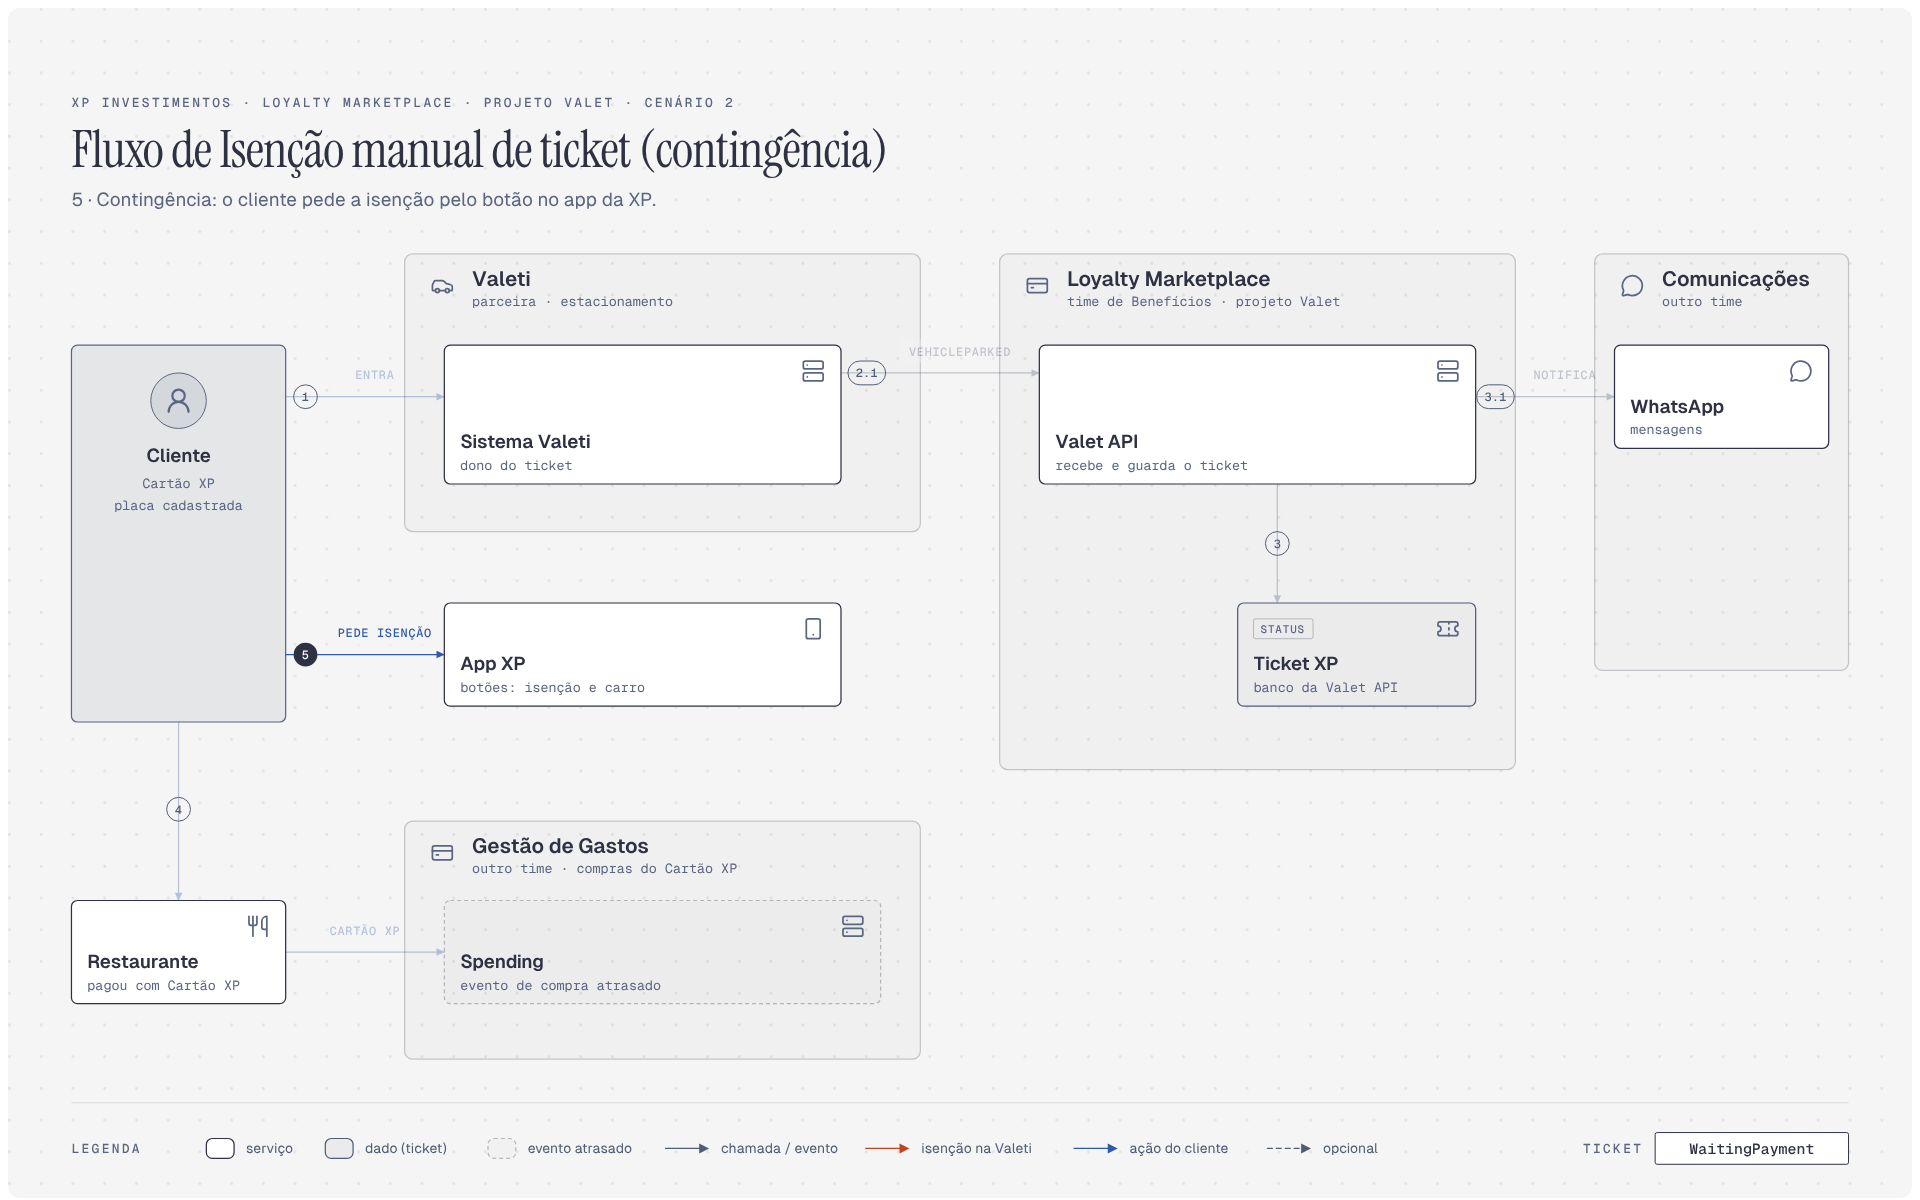 XP INVESTIMENTOS · LOYALTY MARKETPLACE · PROJETO VALET · CENÁRIO 2
Fluxo de Isenção manual de ticket (contingência)
5 · Contingência: o cliente pede a isenção pelo botão no app da XP.
Valeti
parceira · estacionamento
Loyalty Marketplace
time de Benefícios · projeto Valet
Comunicações
outro time
Cliente
Cartão XP
placa cadastrada
1
ENTRA
Sistema Valeti
dono do ticket
2.1
VEHICLEPARKED
Valet API
recebe e guarda o ticket
3.1
NOTIFICA
WhatsApp
mensagens
3
5
PEDE ISENÇÃO
App XP
botões: isenção e carro
STATUS
Ticket XP
banco da Valet API
4
Gestão de Gastos
outro time · compras do Cartão XP
Restaurante
pagou com Cartão XP
CARTÃO XP
Spending
evento de compra atrasado
LEGENDA
serviço
dado (ticket)
evento atrasado
chamada / evento
isenção na Valeti
ação do cliente
opcional
TICKET
WaitingPayment